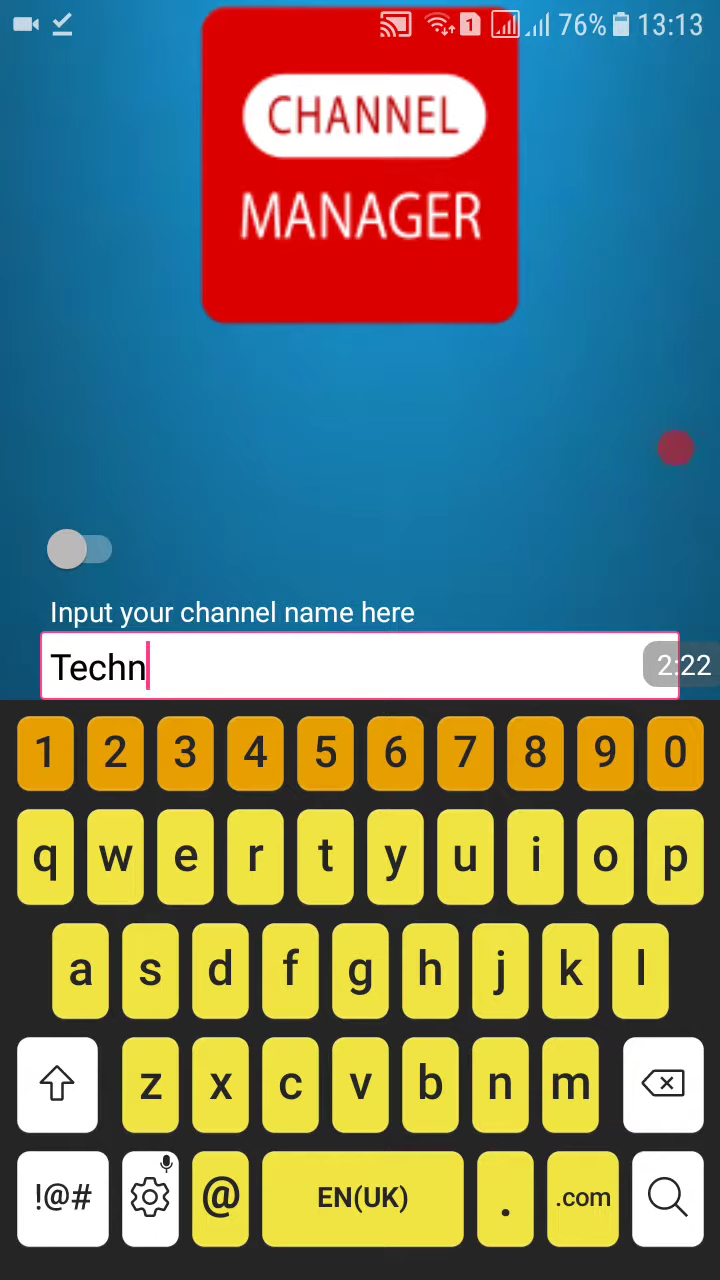 1 76% 13:13
CHANNEL
MANAGER
Input your channel name here
Techn
2:22
1 2 3 4 5 6 7 8 9 0
q w e r t y u i o p
a s d f g h j k l
z x c v b n m
!@# @ EN(UK) . .com